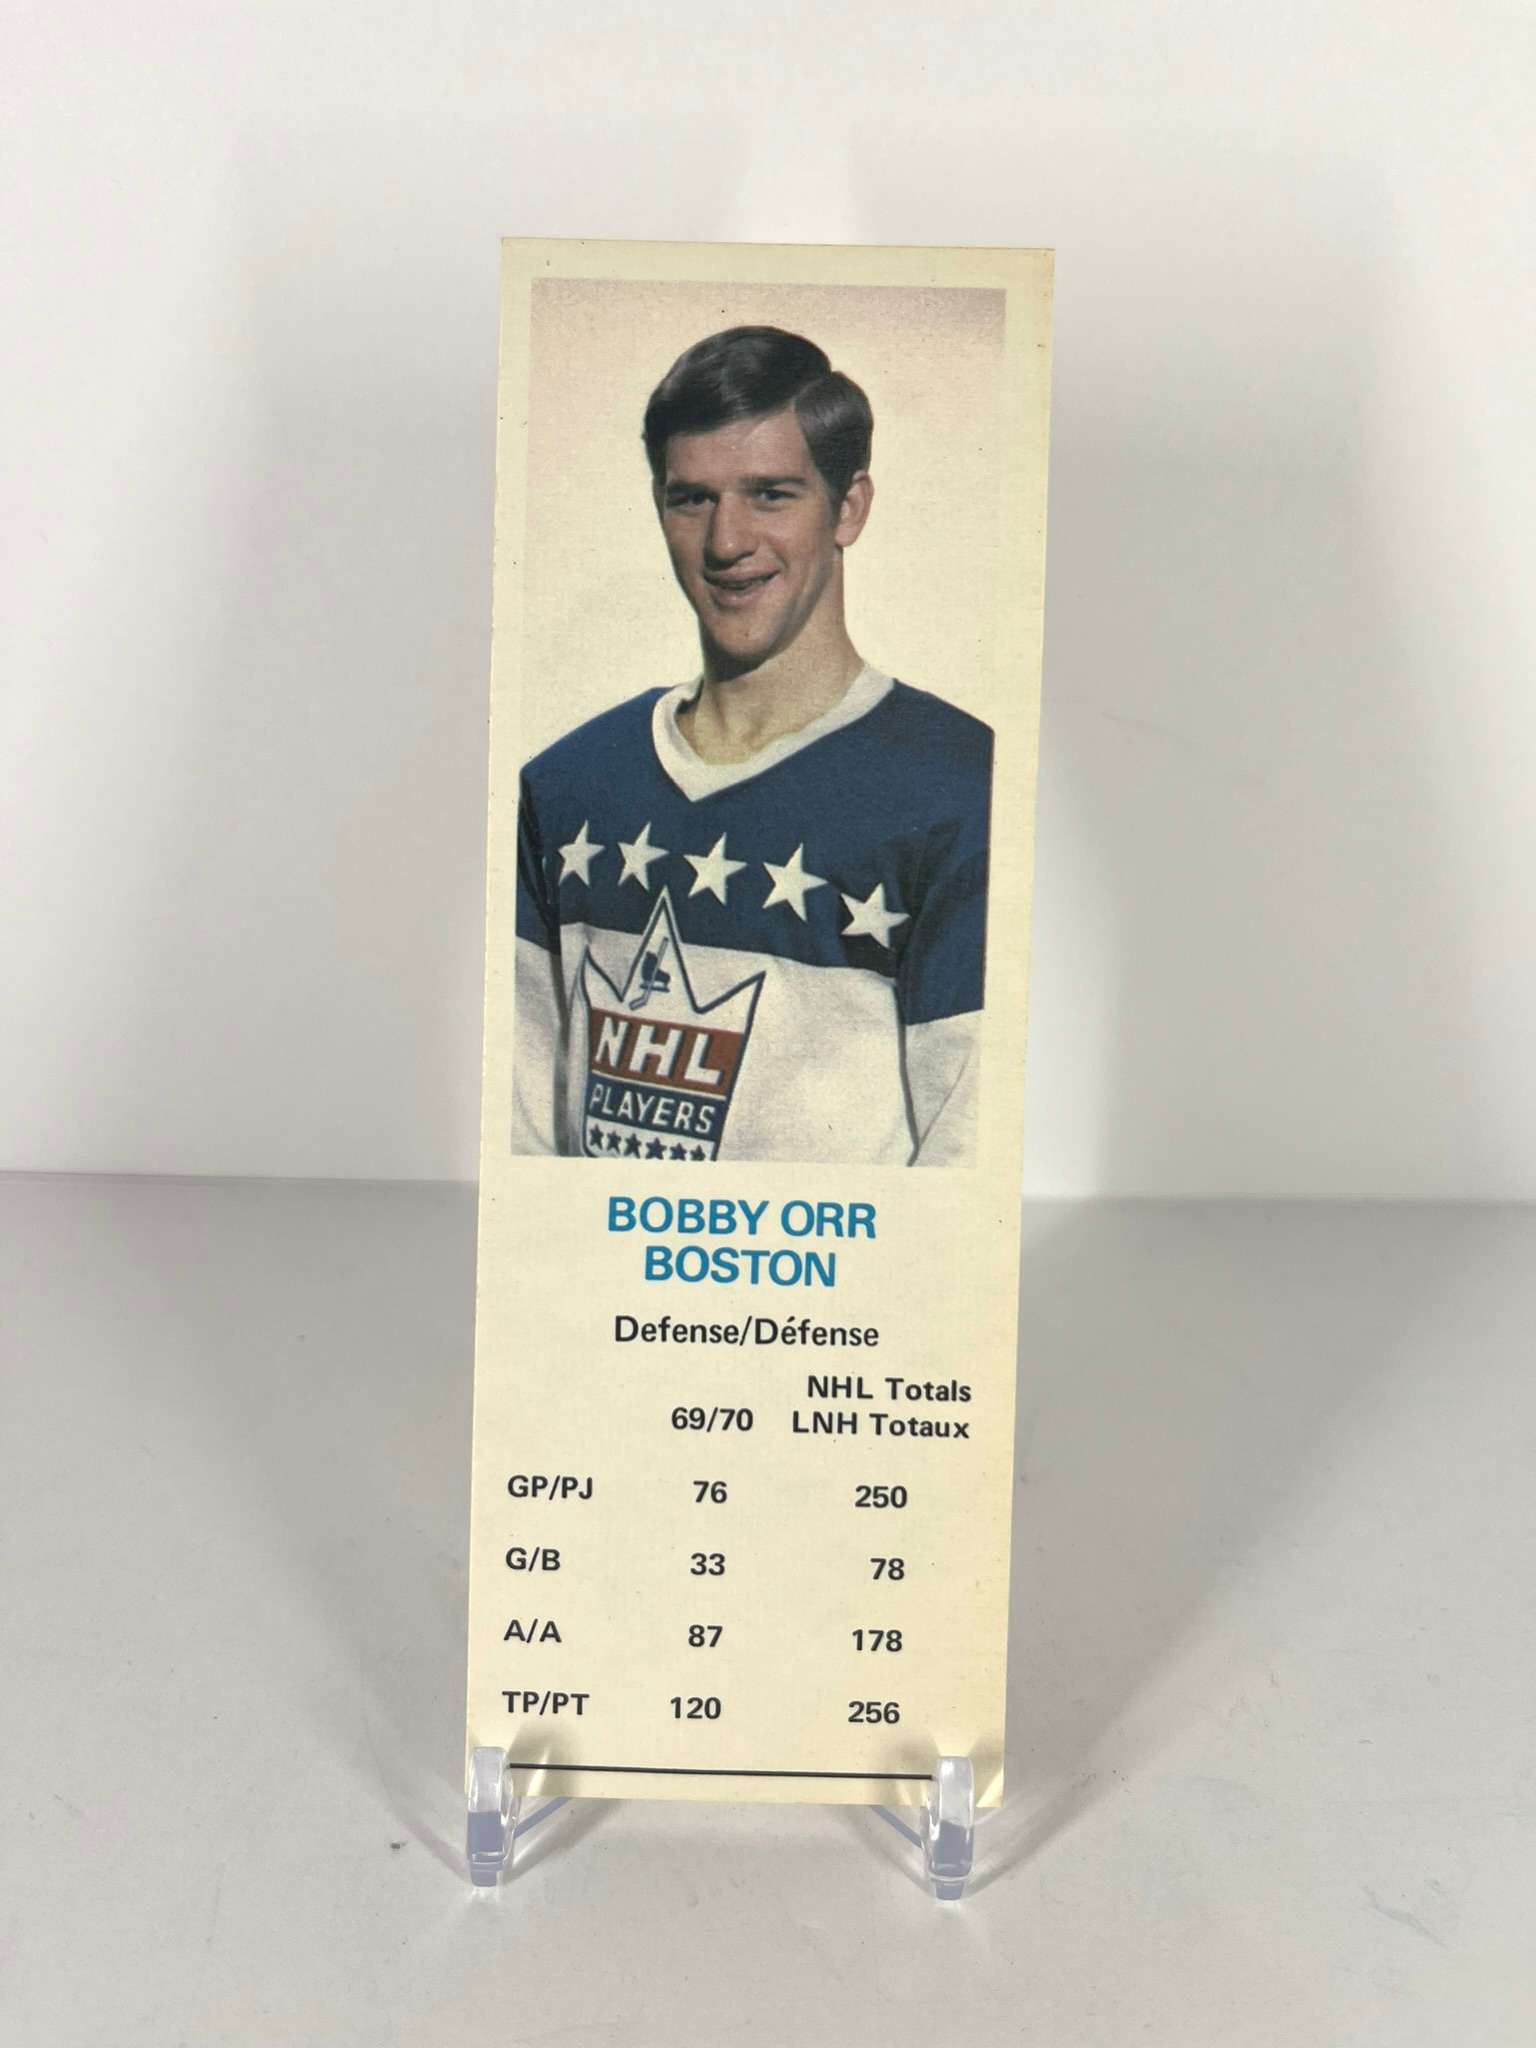 NHL
PLAYERS
BOBBY ORR
BOSTON
Defense/Défense
NHL Totals
69/70 LNH Totaux
GP/PJ 76 250
G/B 33 78
A/A 87 178
TP/PT 120 256